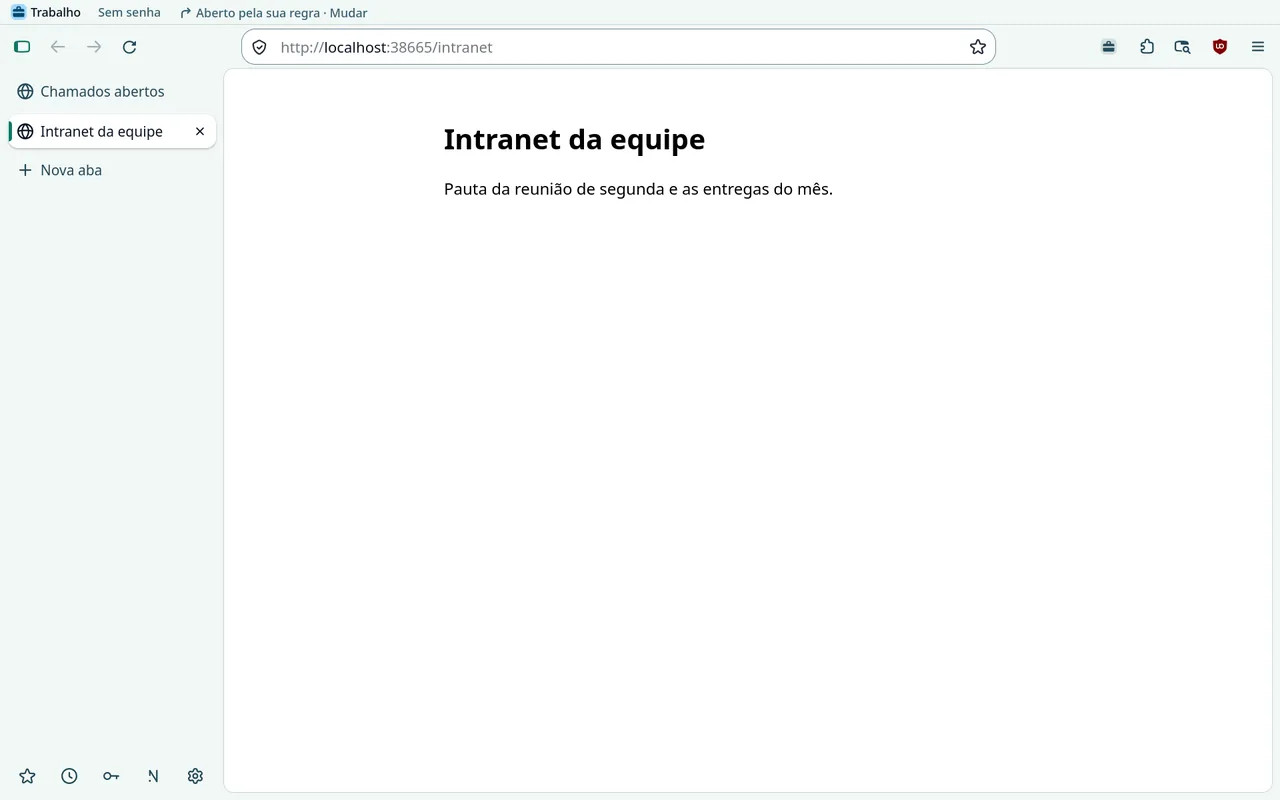 Trabalho Sem senha Aberto pela sua regra · Mudar
http://localhost:38665/intranet
Chamados abertos
Intranet da equipe
Nova aba
Intranet da equipe
Pauta da reunião de segunda e as entregas do mês.